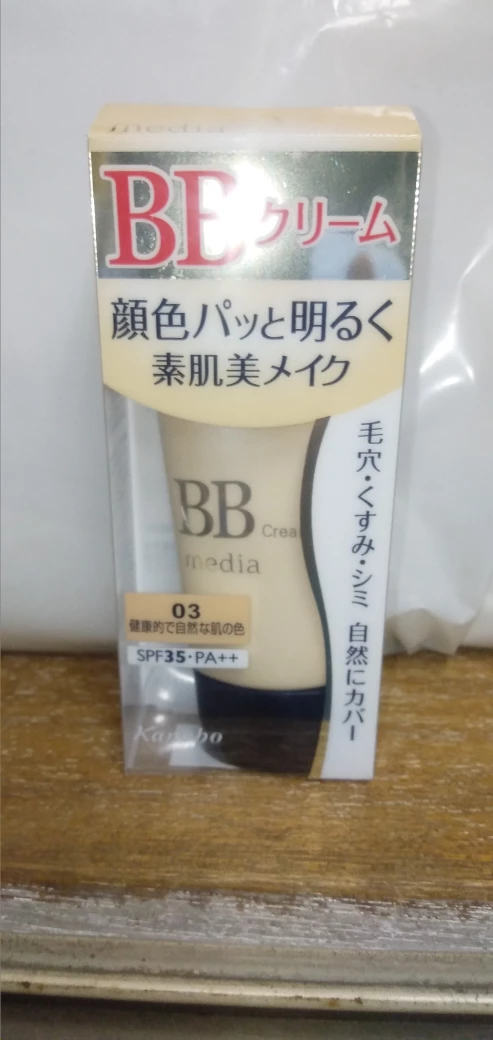 media
BBクリーム
顔色パッと明るく
素肌美メイク
毛穴・くすみ・シミ 自然にカバー
BB Crea
media
03
健康的で自然な肌の色
SPF35・PA++
Kanebo